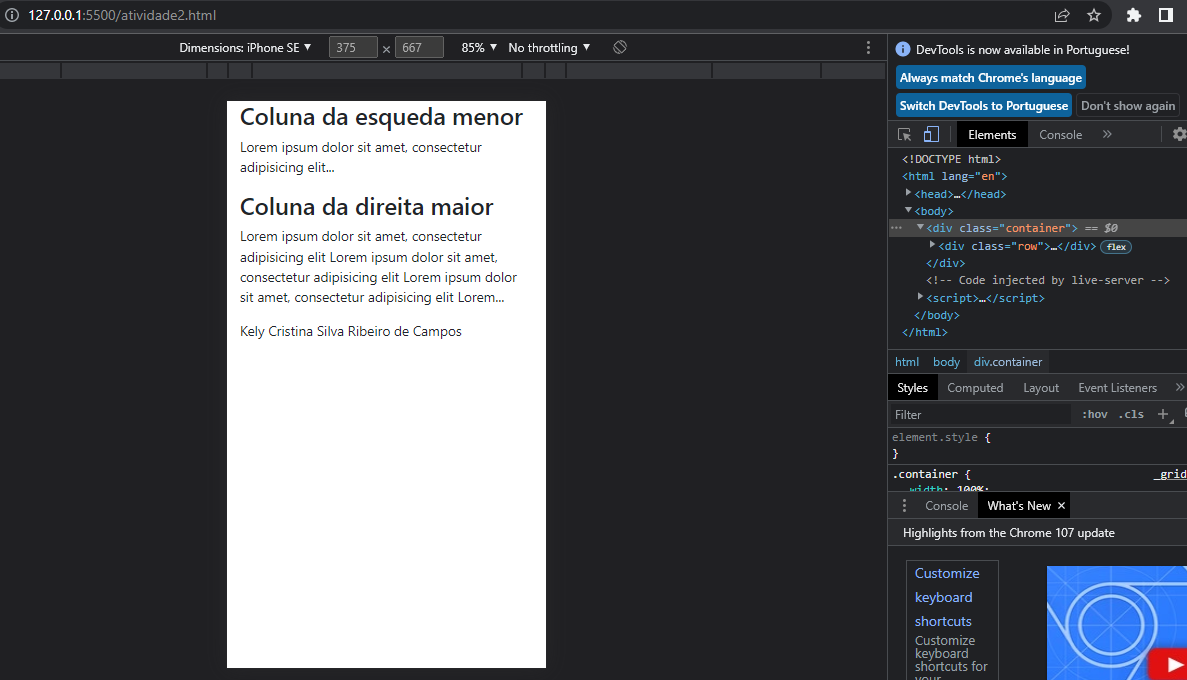 127.0.0.1:5500/atividade2.html
Dimensions: iPhone SE ▼ 375 × 667 85% ▼ No throttling ▼
Coluna da esqueda menor
Lorem ipsum dolor sit amet, consectetur
adipisicing elit...
Coluna da direita maior
Lorem ipsum dolor sit amet, consectetur
adipisicing elit Lorem ipsum dolor sit amet,
consectetur adipisicing elit Lorem ipsum dolor
sit amet, consectetur adipisicing elit Lorem...
Kely Cristina Silva Ribeiro de Campos
DevTools is now available in Portuguese!
Always match Chrome's language
Switch DevTools to Portuguese Don't show again
Elements Console »
<!DOCTYPE html>
<html lang="en">
<head>…</head>
<body>
<div class="container"> == $0
<div class="row">…</div> flex
</div>
<!-- Code injected by live-server -->
<script>…</script>
</body>
</html>
html body div.container
Styles Computed Layout Event Listeners »
Filter :hov .cls +
element.style {
}
.container { _grid
width: 100%;
Console What's New ×
Highlights from the Chrome 107 update
Customize
keyboard
shortcuts
Customize
keyboard
shortcuts for
your